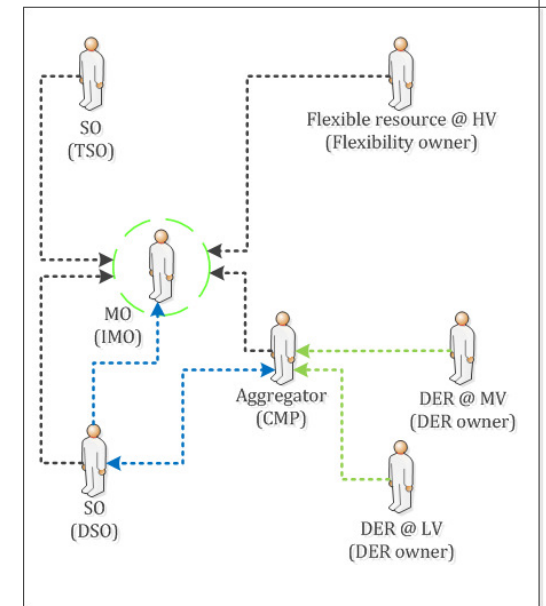 SO
(TSO)
Flexible resource @ HV
(Flexibility owner)
MO
(IMO)
Aggregator
(CMP)
DER @ MV
(DER owner)
SO
(DSO)
DER @ LV
(DER owner)